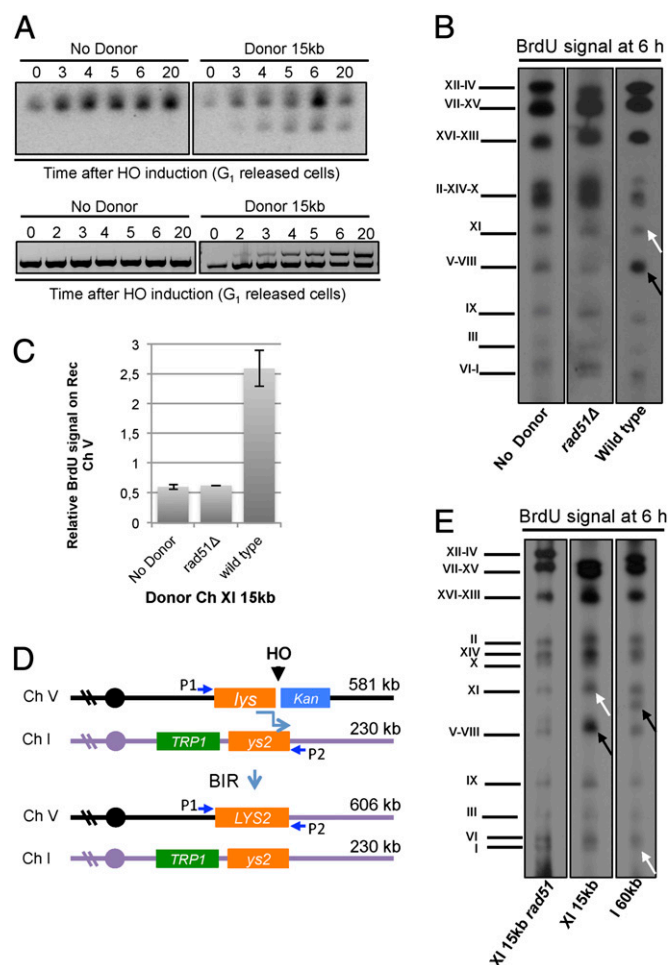 A
No Donor
Donor 15kb
0 3 4 5 6 20
0 3 4 5 6 20
Time after HO induction (G1 released cells)
No Donor
Donor 15kb
0 2 3 4 5 6 20
0 2 3 4 5 6 20
Time after HO induction (G1 released cells)
B
BrdU signal at 6 h
XII-IV
VII-XV
XVI-XIII
II-XIV-X
XI
V-VIII
IX
III
VI-I
No Donor
rad51Δ
Wild type
C
Relative BrdU signal on Rec
Ch V
3
2,5
2
1,5
1
0,5
0
No Donor
rad51Δ
wild type
Donor Ch XI 15kb
D
HO
P1
lys
Kan
581 kb
Ch V
Ch I
TRP1
ys2
230 kb
P2
BIR
P1
606 kb
Ch V
LYS2
P2
Ch I
TRP1
ys2
230 kb
E
BrdU signal at 6 h
XII-IV
VII-XV
XVI-XIII
II
XIV
X
XI
V-VIII
IX
III
VI
I
XI 15kb rad51
XI 15kb
I 60kb